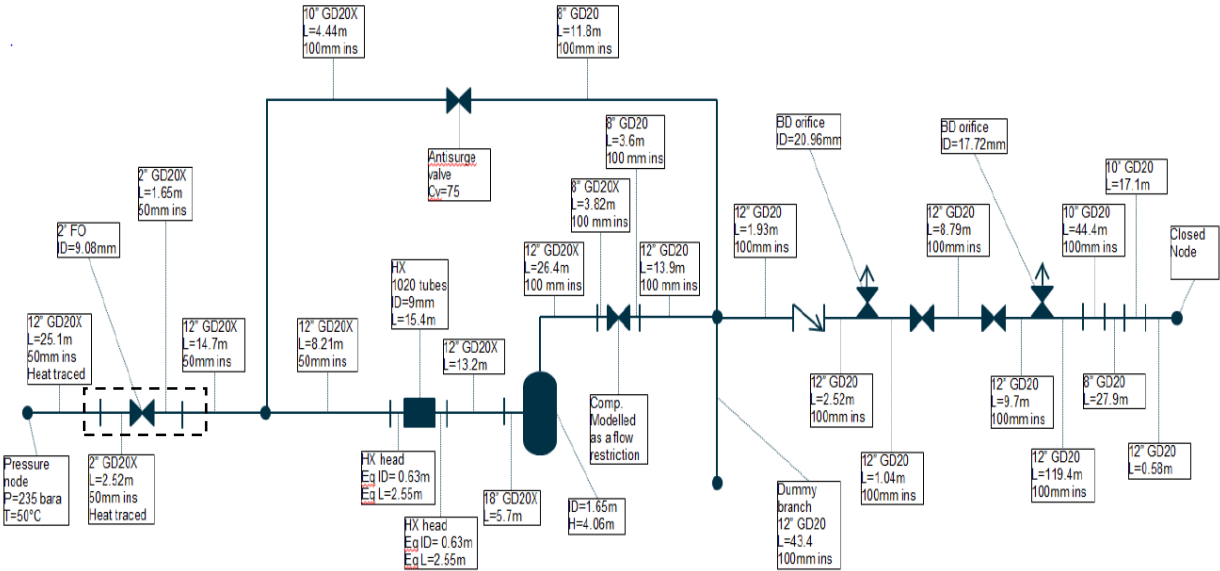 10" GD20X
L=4.44m
100mm ins
8" GD20
L=11.8m
100mm ins
2" GD20X
L=1.65m
50mm ins
2" FO
ID=9.08mm
Antisurge
valve
Cv=75
8" GD20
L=3.6m
100 mm ins
8" GD20X
L=3.82m
100 mm ins
BD orifice
ID=20.96mm
BD orifice
ID=17.72mm
10" GD20
L=17.1m
12" GD20
L=1.93m
100mm ins
12" GD20
L=8.79m
100mm ins
10" GD20
L=44.4m
100mm ins
Closed
Node
HX
1020 tubes
ID=9mm
L=15.4m
12" GD20X
L=26.4m
100 mm ins
12" GD20
L=13.9m
100 mm ins
12" GD20X
L=25.1m
50mm ins
Heat traced
12" GD20X
L=14.7m
50mm ins
12" GD20X
L=8.21m
50mm ins
12" GD20X
L=13.2m
Pressure
node
P=235 bara
T=50°C
2" GD20X
L=2.52m
50mm ins
Heat traced
HX head
Eq ID= 0.63m
Eq L=2.55m
HX head
Eq ID= 0.63m
Eq L=2.55m
18" GD20X
L=5.7m
ID=1.65m
H=4.06m
Comp.
Modelled
as a flow
restriction
Dummy
branch
12" GD20
L=43.4
100mm ins
12" GD20
L=2.52m
100mm ins
12" GD20
L=1.04m
100mm ins
12" GD20
L=9.7m
100mm ins
12" GD20
L=119.4m
100mm ins
8" GD20
L=27.9m
12" GD20
L=0.58m